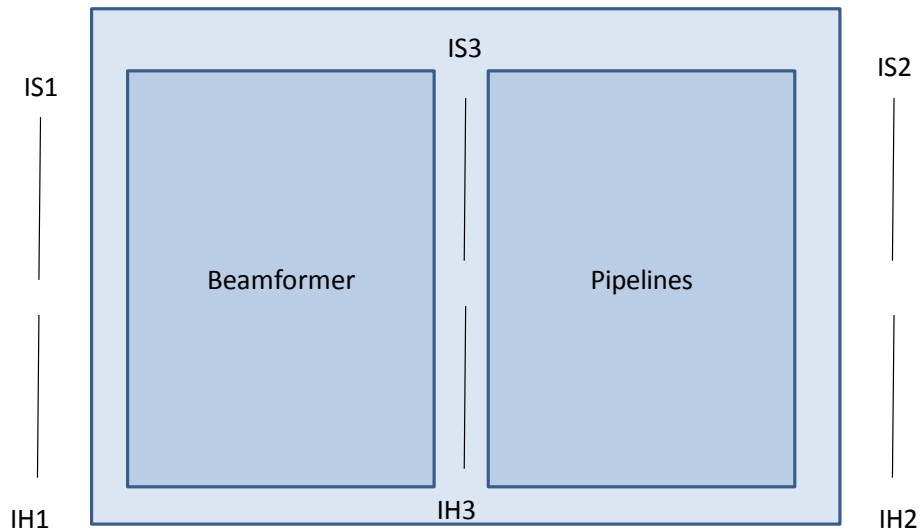 IS3
IS1
IS2
Beamformer
Pipelines
IH1
IH3
IH2